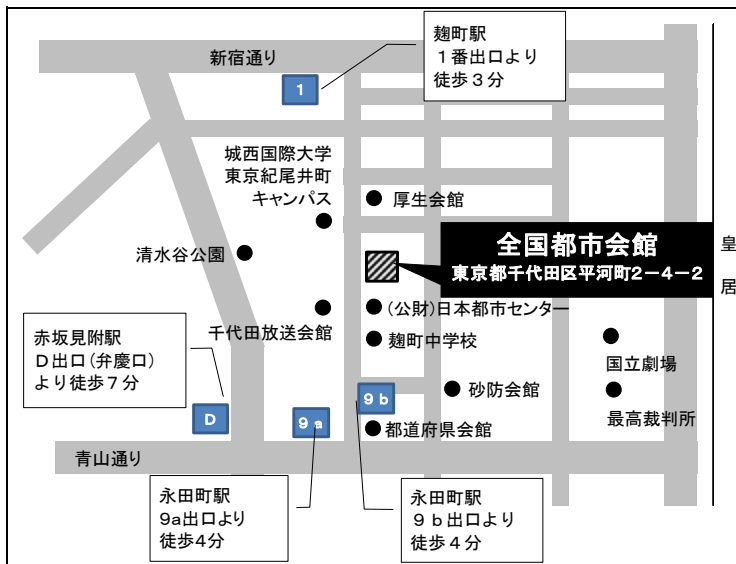 麹町駅
１番出口より
徒歩３分
新宿通り
1
城西国際大学
東京紀尾井町
キャンパス
厚生会館
全国都市会館
東京都千代田区平河町2－4－2
皇
居
清水谷公園
(公財)日本都市センター
千代田放送会館
麹町中学校
赤坂見附駅
Ｄ出口(弁慶口)
より徒歩７分
国立劇場
D
9 a
9 b
砂防会館
最高裁判所
都道府県会館
青山通り
永田町駅
9a出口より
徒歩4分
永田町駅
９ｂ出口より
徒歩４分